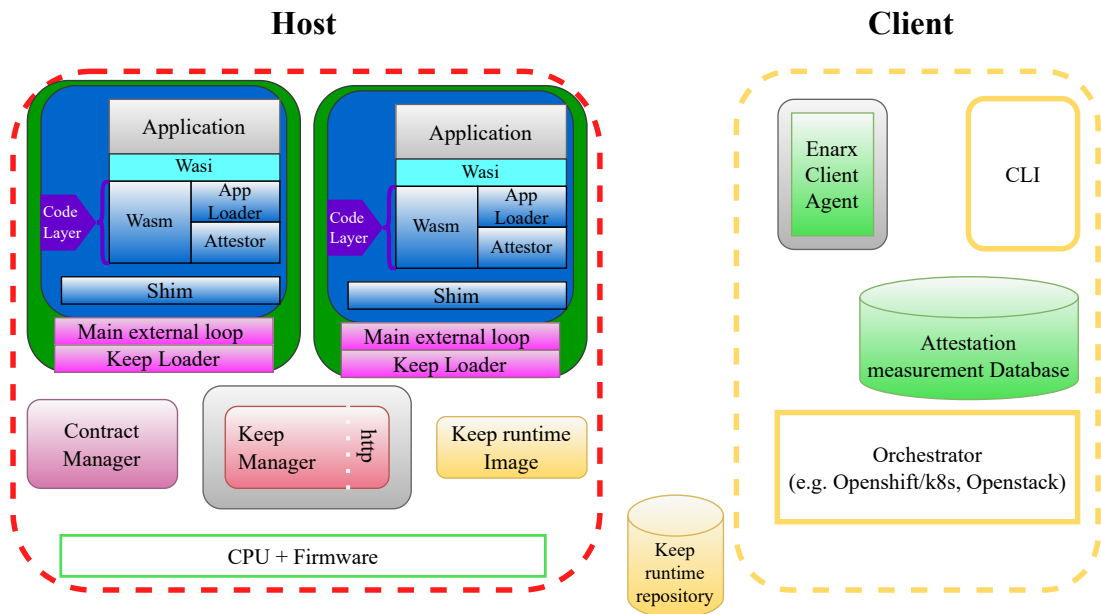 Host
Client
Application
Wasi
Code
Layer
Wasm
App
Loader
Attestor
Shim
Main external loop
Keep Loader
Application
Wasi
Code
Layer
Wasm
App
Loader
Attestor
Shim
Main external loop
Keep Loader
Contract
Manager
Keep
Manager
http
Keep runtime
Image
CPU + Firmware
Keep
runtime
repository
Enarx
Client
Agent
CLI
Attestation
measurement Database
Orchestrator
(e.g. Openshift/k8s, Openstack)